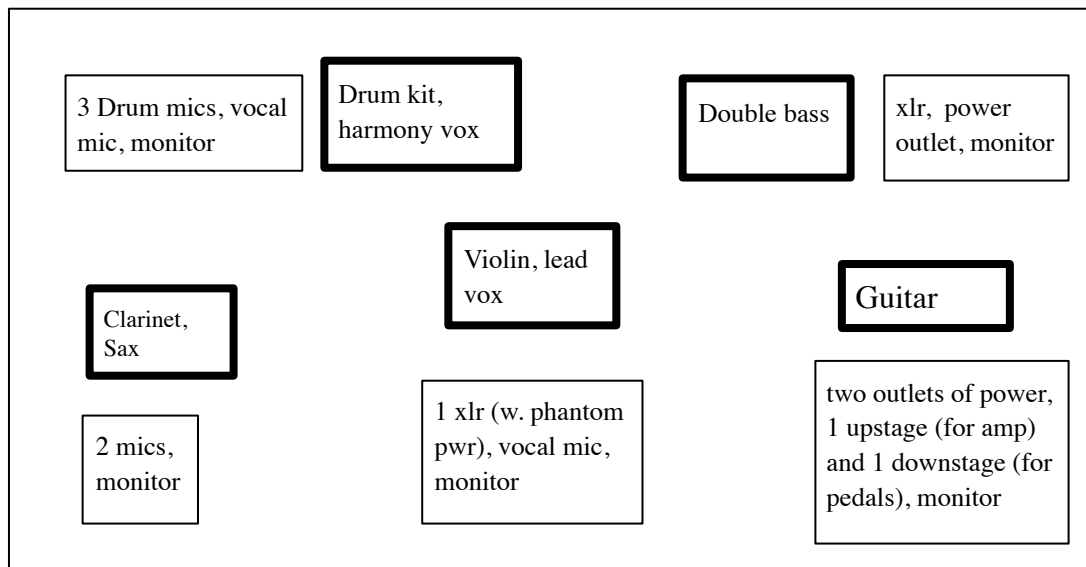 3 Drum mics, vocal
mic, monitor
Drum kit,
harmony vox
Double bass
xlr,  power
outlet, monitor
Clarinet,
Sax
Violin, lead
vox
Guitar
2 mics,
monitor
1 xlr (w. phantom
pwr), vocal mic,
monitor
two outlets of power,
1 upstage (for amp)
and 1 downstage (for
pedals), monitor